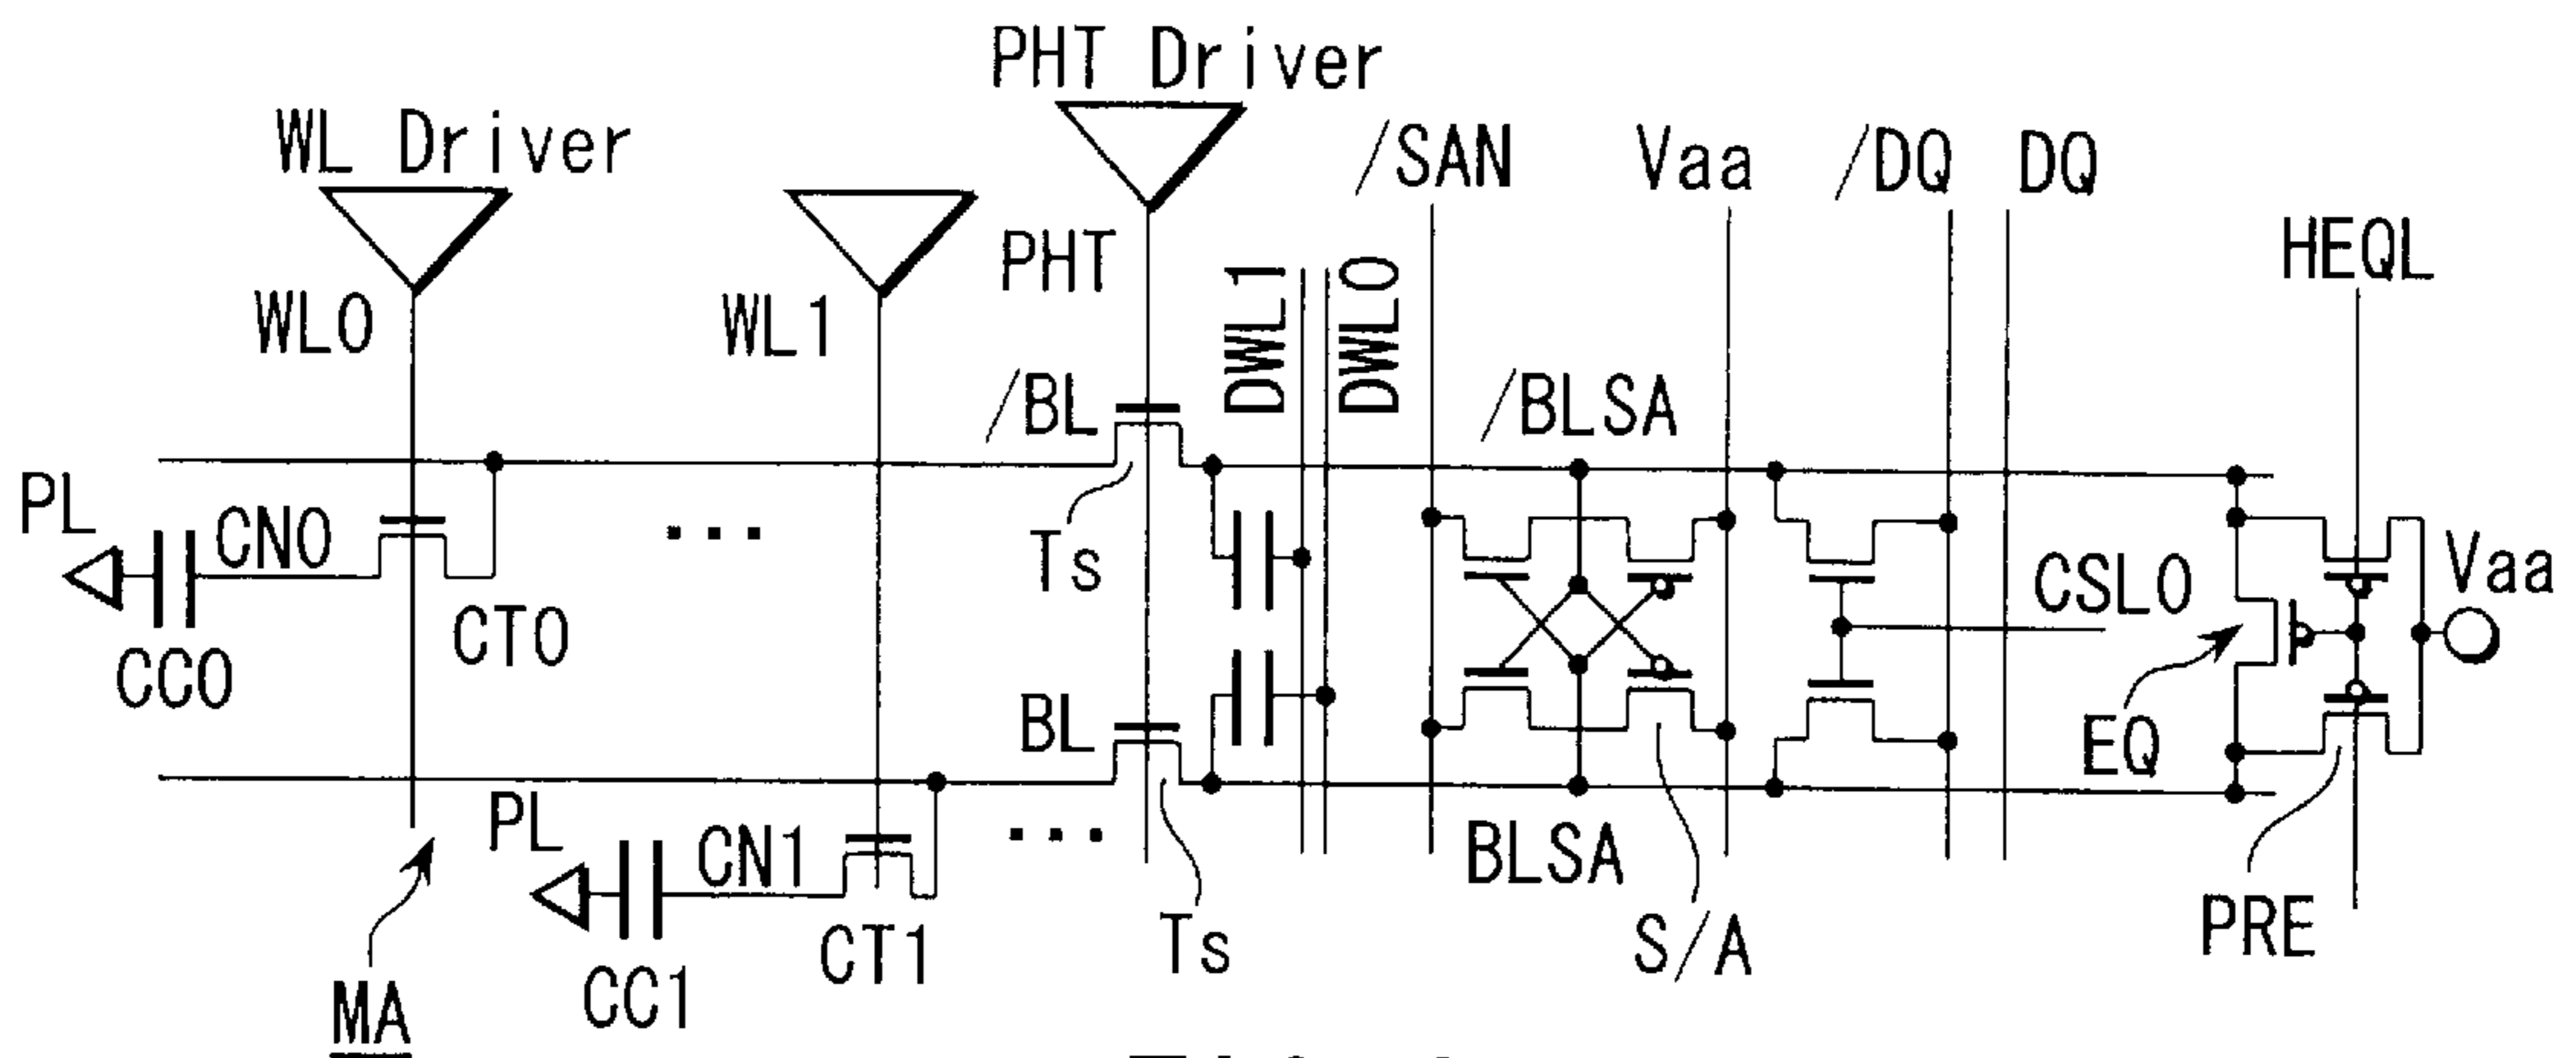 PHT Driver
WL Driver
/SAN
Vaa
/DQ
DQ
HEQL
PHT
WL0
WL1
DWL1
DWL0
/BL
/BLSA
PL
CN0
...
Ts
CSL0
Vaa
CC0
CT0
BL
EQ
PL
CN1
...
BLSA
PRE
CT1
Ts
S/A
CC1
MA